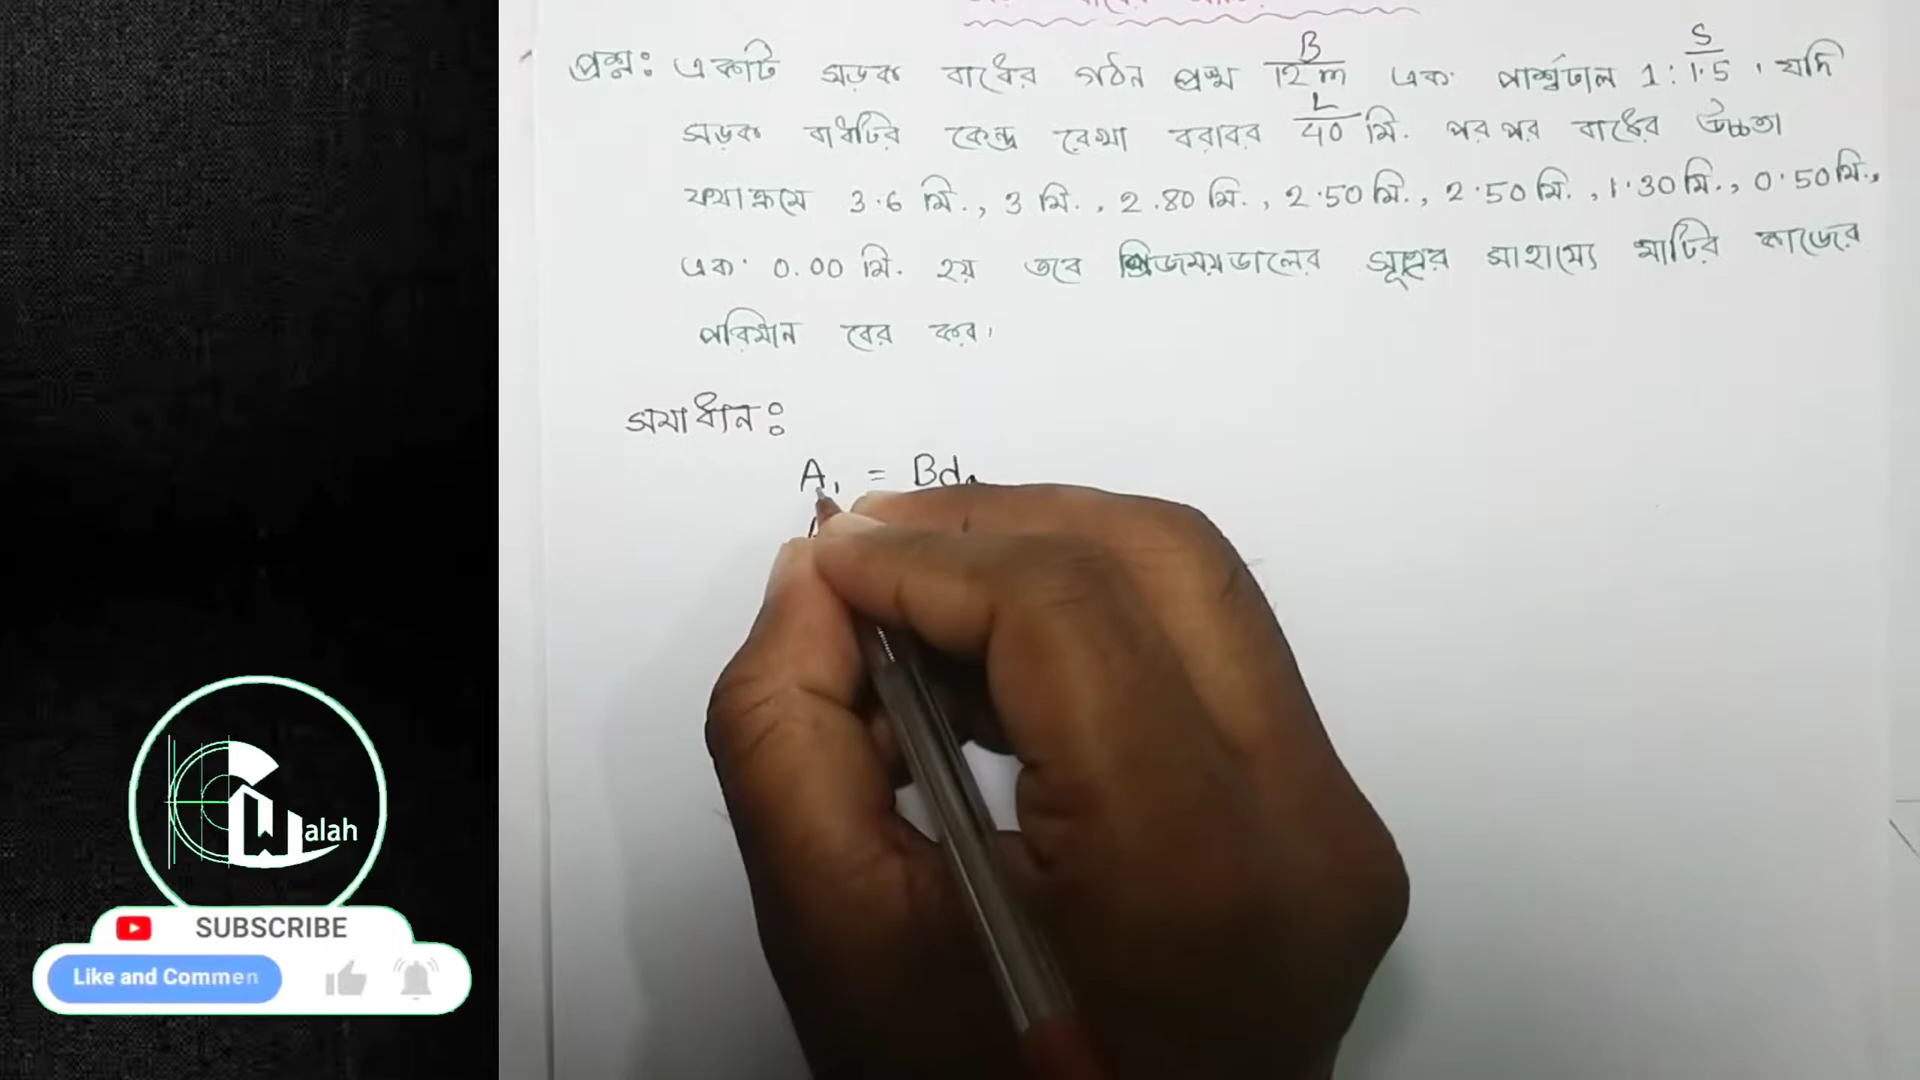 প্রশ্ন: একটি সড়ক বাধের গঠন প্রস্থ 12 m এবং পার্শ্বঢাল 1 : 1.5 । যদি
B
S
সড়ক বাধটির কেন্দ্র রেখা বরাবর 40 মি. পর পর বাধের উচ্চতা
L
যথাক্রমে 3.6 মি., 3 মি., 2.80 মি., 2.50 মি., 2.50 মি., 1.30 মি., 0.50 মি.,
এবং 0.00 মি. হয় তবে প্রিজময়ডালের সূত্রের সাহায্যে মাটির কাজের
পরিমান বের কর।
সমাধান:
A₁ = Bd
alah
SUBSCRIBE
Like and Commen